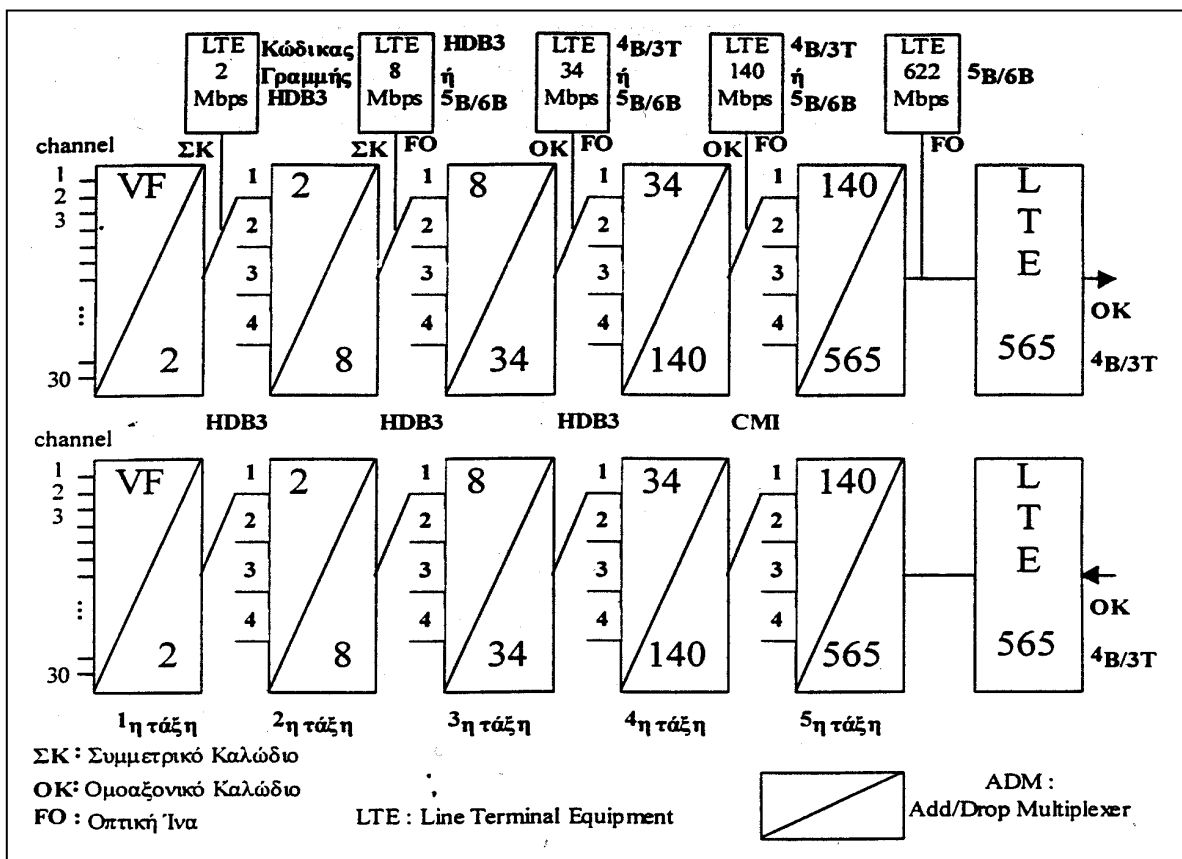 LTE 2 Mbps Κώδικας Γραμμής HDB3
LTE 8 Mbps HDB3 ή 5B/6B
LTE 34 Mbps 4B/3T ή 5B/6B
LTE 140 Mbps 4B/3T ή 5B/6B
LTE 622 Mbps 5B/6B
channel ΣΚ ΣΚ FO ΟΚ FO ΟΚ FO FO
1 2 3 30
VF 2
1 2 3 4
2 8
1 2 3 4
8 34
1 2 3 4
34 140
1 2 3 4
140 565
LTE 565
ΟΚ
4B/3T
HDB3 HDB3 HDB3 CMI
channel
1 2 3 30
VF 2
1 2 3 4
2 8
1 2 3 4
8 34
1 2 3 4
34 140
1 2 3 4
140 565
LTE 565
ΟΚ
4B/3T
1η τάξη 2η τάξη 3η τάξη 4η τάξη 5η τάξη
ΣΚ: Συμμετρικό Καλώδιο
ΟΚ: Ομοαξονικό Καλώδιο
FO : Οπτική Ίνα
LTE : Line Terminal Equipment
ADM :
Add/Drop Multiplexer